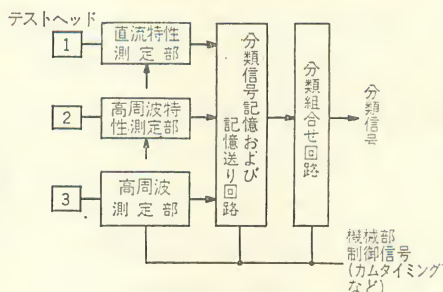 テストヘッド
1
直流特性
測定部
2
高周波特
性測定部
3
高周波
測定部
分類信号記憶および
記憶送り回路
分類組合せ回路
分類信号
機械部
制御信号
(カムタイミング
など)